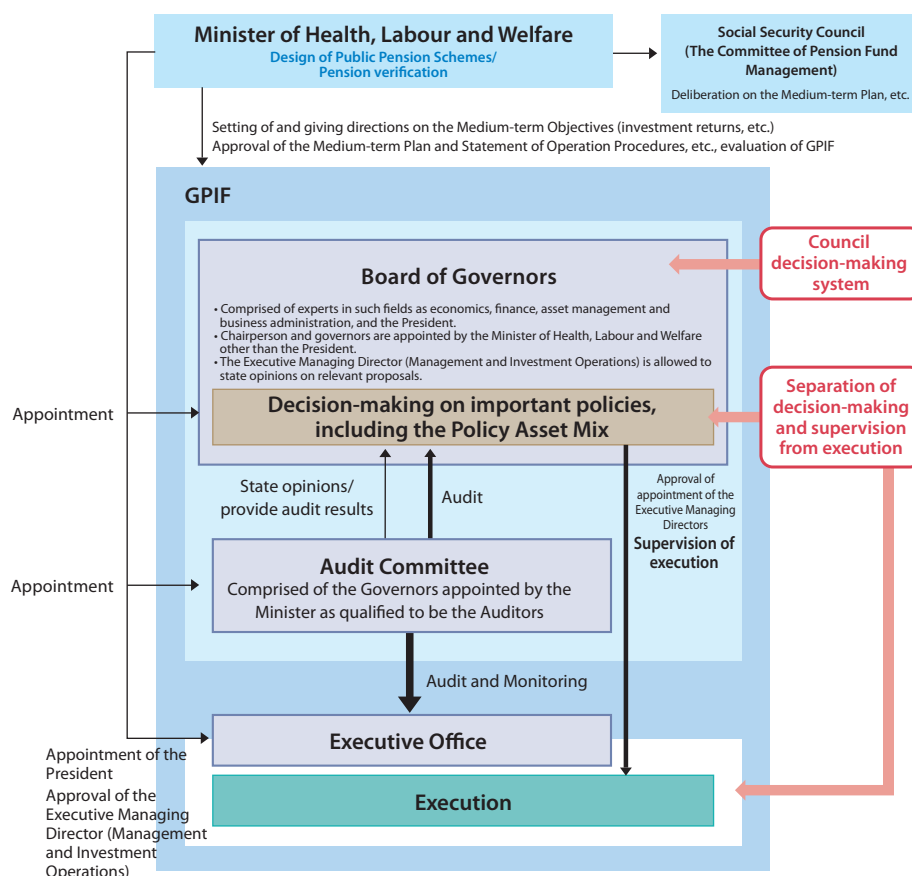 Minister of Health, Labour and Welfare
Design of Public Pension Schemes/
Pension verification
Social Security Council
(The Committee of Pension Fund
Management)
Deliberation on the Medium-term Plan, etc.
Setting of and giving directions on the Medium-term Objectives (investment returns, etc.)
Approval of the Medium-term Plan and Statement of Operation Procedures, etc., evaluation of GPIF
GPIF
Board of Governors
• Comprised of experts in such fields as economics, finance, asset management and
business administration, and the President.
• Chairperson and governors are appointed by the Minister of Health, Labour and Welfare
other than the President.
• The Executive Managing Director (Management and Investment Operations) is allowed to
state opinions on relevant proposals.
Council
decision-making
system
Appointment
Decision-making on important policies,
including the Policy Asset Mix
Separation of
decision-making
and supervision
from execution
State opinions/
provide audit results
Audit
Approval of
appointment of the
Executive Managing
Directors
Supervision of
execution
Appointment
Audit Committee
Comprised of the Governors appointed by the
Minister as qualified to be the Auditors
Audit and Monitoring
Executive Office
Appointment of the
President
Approval of the
Executive Managing
Director (Management
and Investment
Operations)
Execution